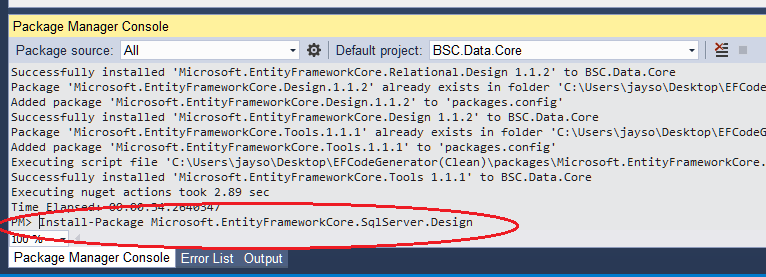 Package Manager Console
Package source: All Default project: BSC.Data.Core
Successfully installed 'Microsoft.EntityFrameworkCore.Relational.Design 1.1.2' to BSC.Data.Core
Package 'Microsoft.EntityFrameworkCore.Design.1.1.2' already exists in folder 'C:\Users\jayso\Desktop\EFCode
Added package 'Microsoft.EntityFrameworkCore.Design.1.1.2' to 'packages.config'
Successfully installed 'Microsoft.EntityFrameworkCore.Design 1.1.2' to BSC.Data.Core
Package 'Microsoft.EntityFrameworkCore.Tools.1.1.1' already exists in folder 'C:\Users\jayso\Desktop\EFCodeG
Added package 'Microsoft.EntityFrameworkCore.Tools.1.1.1' to 'packages.config'
Executing script file 'C:\Users\jayso\Desktop\EFCodeGenerator(Clean)\packages\Microsoft.EntityFrameworkCore.
Successfully installed 'Microsoft.EntityFrameworkCore.Tools 1.1.1' to BSC.Data.Core
Executing nuget actions took 2.89 sec
Time Elapsed: 00:00:34.2640347
PM> Install-Package Microsoft.EntityFrameworkCore.SqlServer.Design
100 %
Package Manager Console Error List Output